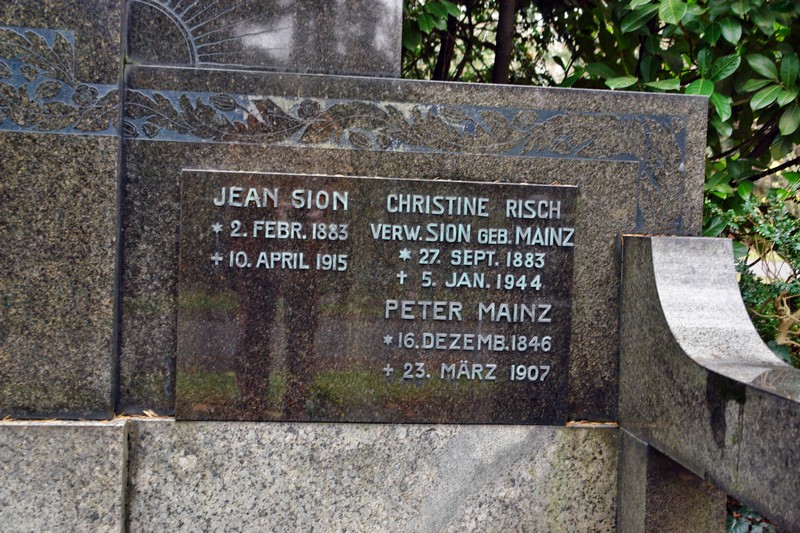 JEAN SION
* 2. FEBR. 1883
+ 10. APRIL 1915
CHRISTINE RISCH
VERW. SION GEB. MAINZ
* 27. SEPT. 1883
+ 5. JAN. 1944
PETER MAINZ
* 16. DEZEMB. 1846
+ 23. MÄRZ 1907